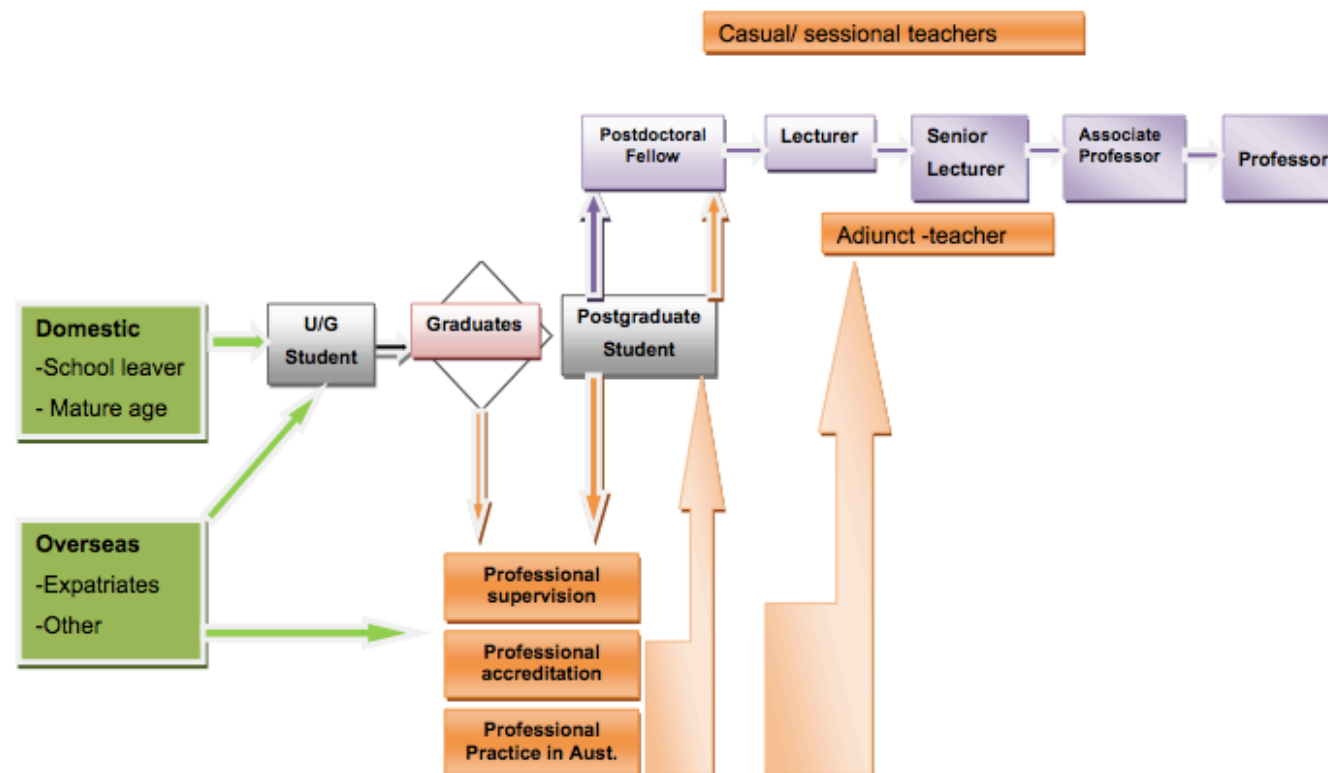 Casual/ sessional teachers
Postdoctoral
Fellow
Lecturer
Senior
Lecturer
Associate
Professor
Professor
Adiunct -teacher
Domestic
-School leaver
- Mature age
U/G
Student
Graduates
Postgraduate
Student
Overseas
-Expatriates
-Other
Professional
supervision
Professional
accreditation
Professional
Practice in Aust.